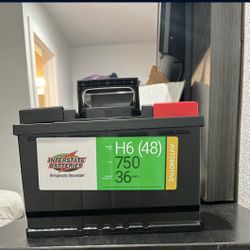 INTERSTATE
BATTERIES
Outrageously Dependable
H6 (48)
750
36
AUTOMOTIVE